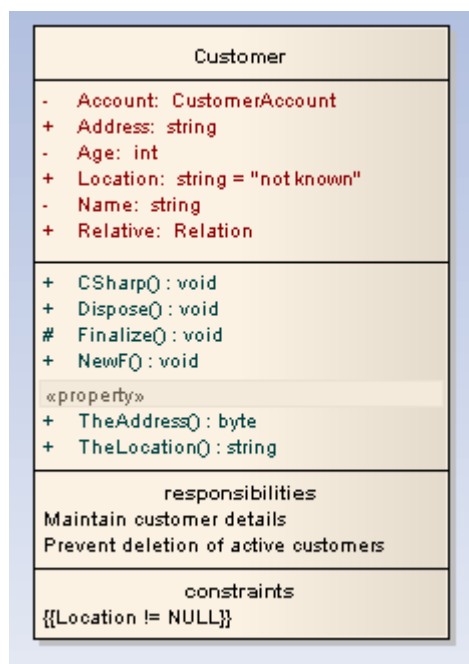 Customer
- Account: CustomerAccount
+ Address: string
- Age: int
+ Location: string = "not known"
- Name: string
+ Relative: Relation
+ CSharp() : void
+ Dispose() : void
# Finalize() : void
+ NewF() : void
«property»
+ TheAddress() : byte
+ TheLocation() : string
responsibilities
Maintain customer details
Prevent deletion of active customers
constraints
{{Location != NULL}}